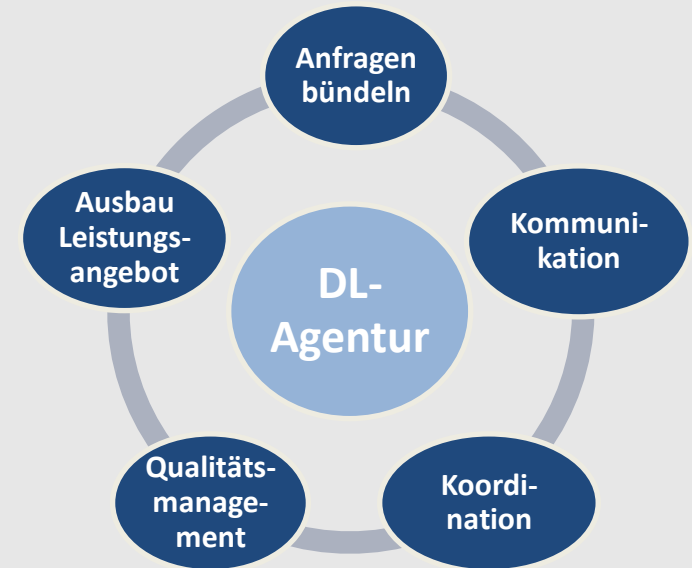 Anfragen
bündeln
Kommuni-
kation
Koordi-
nation
Qualitäts-
manage-
ment
Ausbau
Leistungs-
angebot
DL-
Agentur